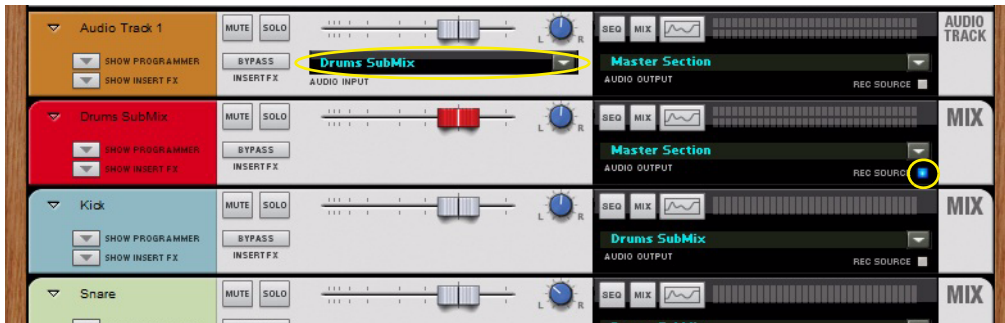 Audio Track 1
MUTE SOLO
L R
SEQ MIX
AUDIO TRACK
SHOW PROGRAMMER
BYPASS
Drums SubMix
Master Section
SHOW INSERT FX
INSERT FX
AUDIO INPUT
AUDIO OUTPUT
REC SOURCE
Drums SubMix
MUTE SOLO
L R
SEQ MIX
MIX
SHOW PROGRAMMER
BYPASS
Master Section
SHOW INSERT FX
INSERT FX
AUDIO OUTPUT
REC SOURCE
Kick
MUTE SOLO
L R
SEQ MIX
MIX
SHOW PROGRAMMER
BYPASS
Drums SubMix
SHOW INSERT FX
INSERT FX
AUDIO OUTPUT
REC SOURCE
Snare
MUTE SOLO
L R
SEQ MIX
MIX